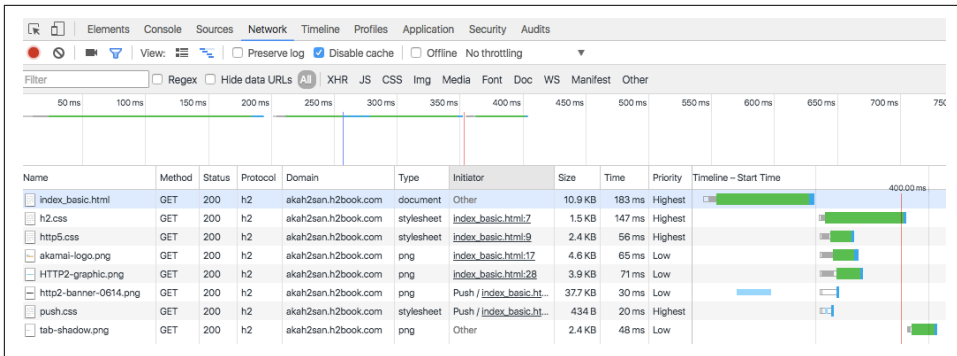 Elements Console Sources Network Timeline Profiles Application Security Audits
View: Preserve log Disable cache Offline No throttling
Filter Regex Hide data URLs All XHR JS CSS Img Media Font Doc WS Manifest Other
50 ms 100 ms 150 ms 200 ms 250 ms 300 ms 350 ms 400 ms 450 ms 500 ms 550 ms 600 ms 650 ms 700 ms 750
Name Method Status Protocol Domain Type Initiator Size Time Priority Timeline – Start Time
400.00 ms
index_basic.html GET 200 h2 akah2san.h2book.com document Other 10.9 KB 183 ms Highest
h2.css GET 200 h2 akah2san.h2book.com stylesheet index_basic.html:7 1.5 KB 147 ms Highest
http5.css GET 200 h2 akah2san.h2book.com stylesheet index_basic.html:9 2.4 KB 56 ms Highest
akamai-logo.png GET 200 h2 akah2san.h2book.com png index_basic.html:17 4.6 KB 65 ms Low
HTTP2-graphic.png GET 200 h2 akah2san.h2book.com png index_basic.html:28 3.9 KB 71 ms Low
http2-banner-0614.png GET 200 h2 akah2san.h2book.com png Push / index_basic.ht... 37.7 KB 30 ms Low
push.css GET 200 h2 akah2san.h2book.com stylesheet Push / index_basic.ht... 434 B 20 ms Highest
tab-shadow.png GET 200 h2 akah2san.h2book.com png Other 2.4 KB 48 ms Low